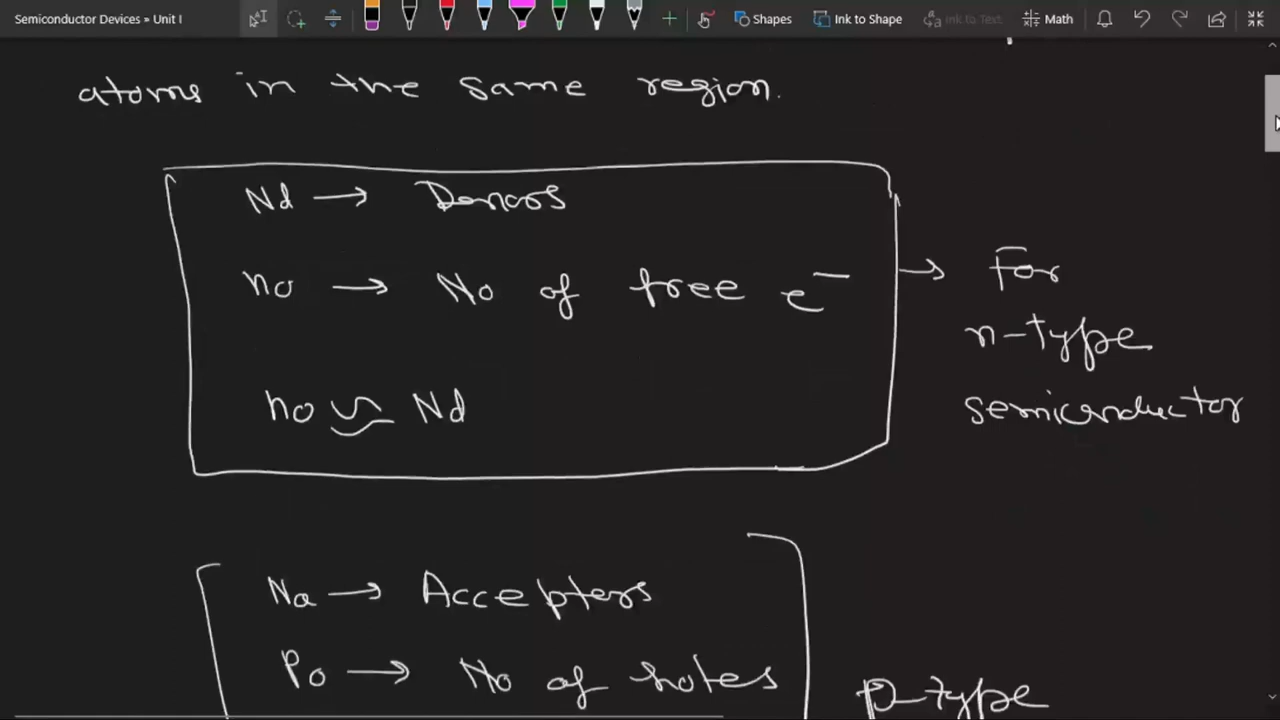 Semiconductor Devices » Unit I
Shapes
Ink to Shape
Ink to Text
Math
atoms in the same region.
Nd → Donors
no → No of free e⁻
no ≈ Nd
→ For
n-type
semiconductor
Na → Accepters
Po → No of holes
p-type